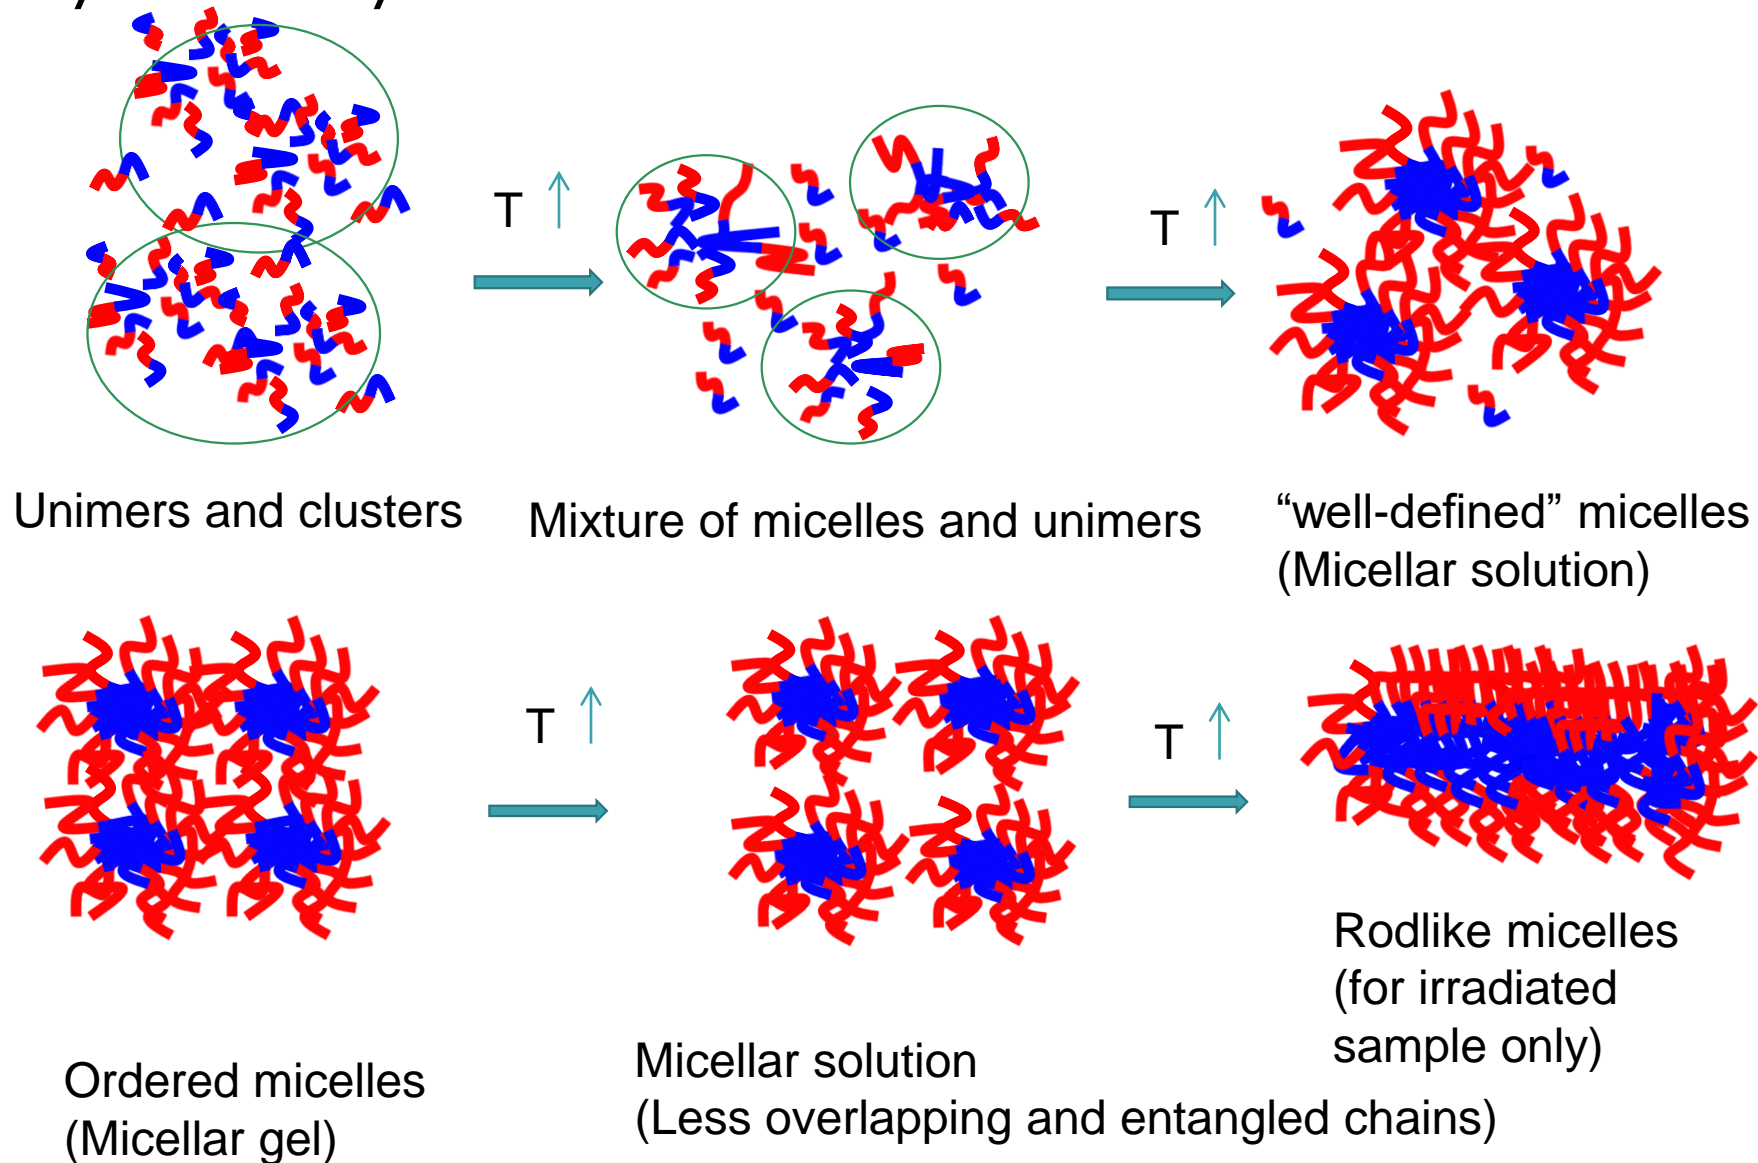 T ↑
T ↑
Unimers and clusters
Mixture of micelles and unimers
“well-defined” micelles
(Micellar solution)
T ↑
T ↑
Rodlike micelles
(for irradiated
sample only)
Ordered micelles
(Micellar gel)
Micellar solution
(Less overlapping and entangled chains)